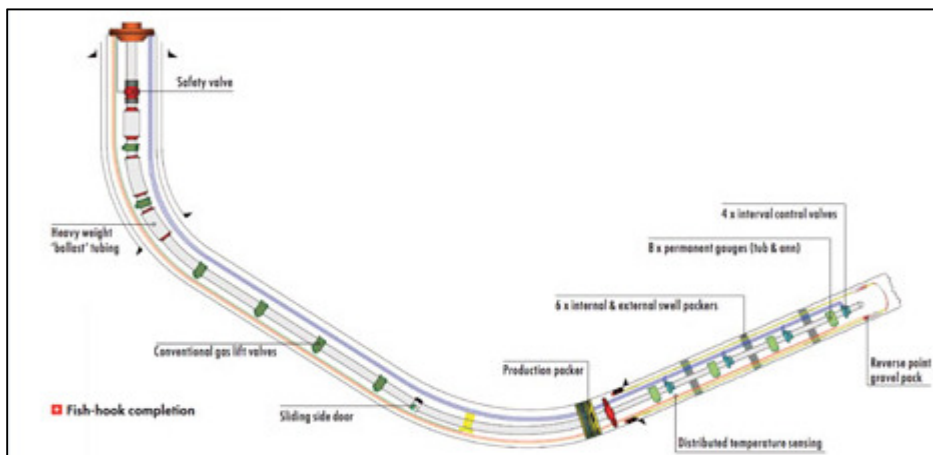 Safety valve
Heavy weight
'ballast' tubing
4 x interval control valves
8 x permanent gauges (tub & ann)
6 x internal & external swell packers
Conventional gas lift valves
Production packer
Reverse point
gravel pack
Fish-hook completion
Sliding side door
Distributed temperature sensing